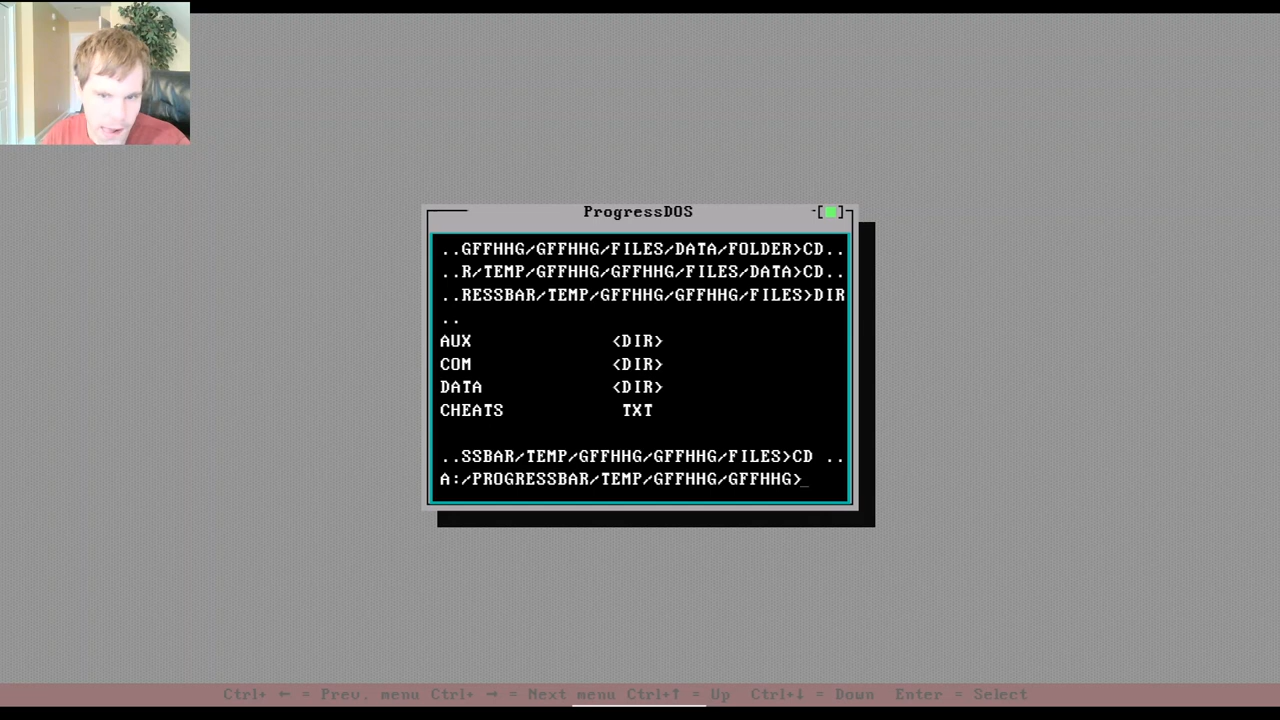 ProgressDOS
-[■]
..GFFHHG/GFFHHG/FILES/DATA/FOLDER>CD..
..R/TEMP/GFFHHG/GFFHHG/FILES/DATA>CD..
..RESSBAR/TEMP/GFFHHG/GFFHHG/FILES>DIR
..
AUX <DIR>
COM <DIR>
DATA <DIR>
CHEATS TXT
..SSBAR/TEMP/GFFHHG/GFFHHG/FILES>CD ..
A:/PROGRESSBAR/TEMP/GFFHHG/GFFHHG>_
Ctrl+ ← = Prev. menu Ctrl+ → = Next menu Ctrl+↑ = Up Ctrl+↓ = Down Enter = Select